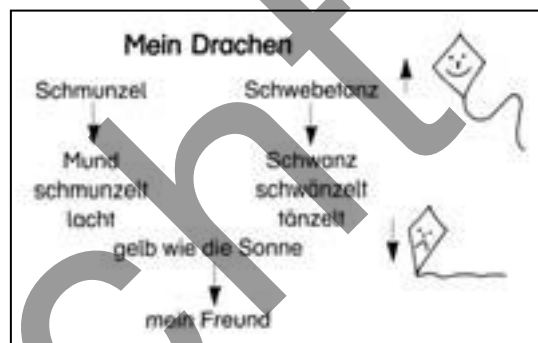 Mein Drachen
Schmunzel Schwebetanz
Mund Schwanz
schmunzelt schwänzelt
lacht tänzelt
gelb wie die Sonne
mein Freund